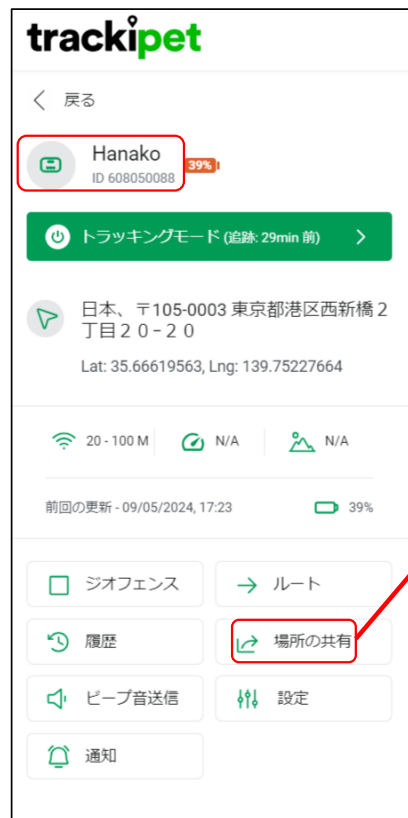 trackipet
戻る
Hanako
39%
ID 608050088
トラッキングモード (追跡: 29min 前)
日本、〒105-0003 東京都港区西新橋2
丁目20-20
Lat: 35.66619563, Lng: 139.75227664
20 - 100 M N/A N/A
前回の更新 - 09/05/2024, 17:23 39%
ジオフェンス ルート
履歴 場所の共有
ビープ音送信 設定
通知